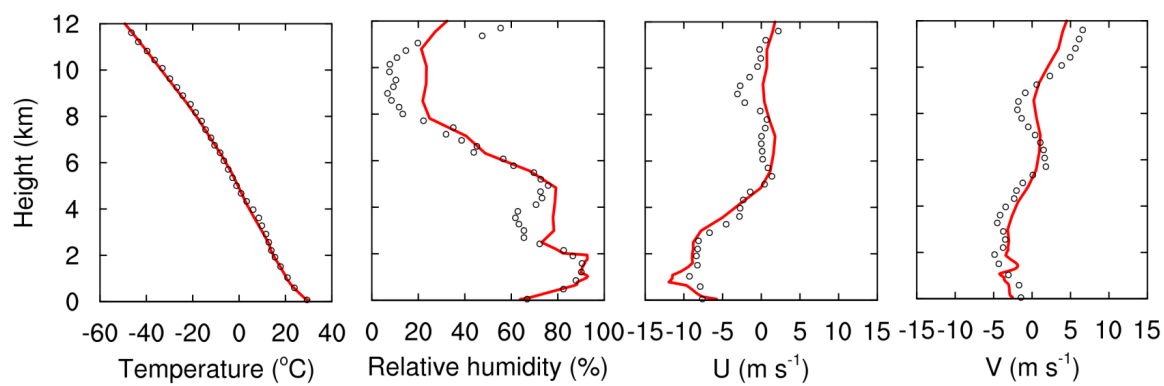 Height (km)
12
10
8
6
4
2
0
-60 -40 -20 0 20 40
Temperature (°C)
0 20 40 60 80 100
Relative humidity (%)
-15 -10 -5 0 5 10 15
U (m s-1)
-15 -10 -5 0 5 10 15
V (m s-1)